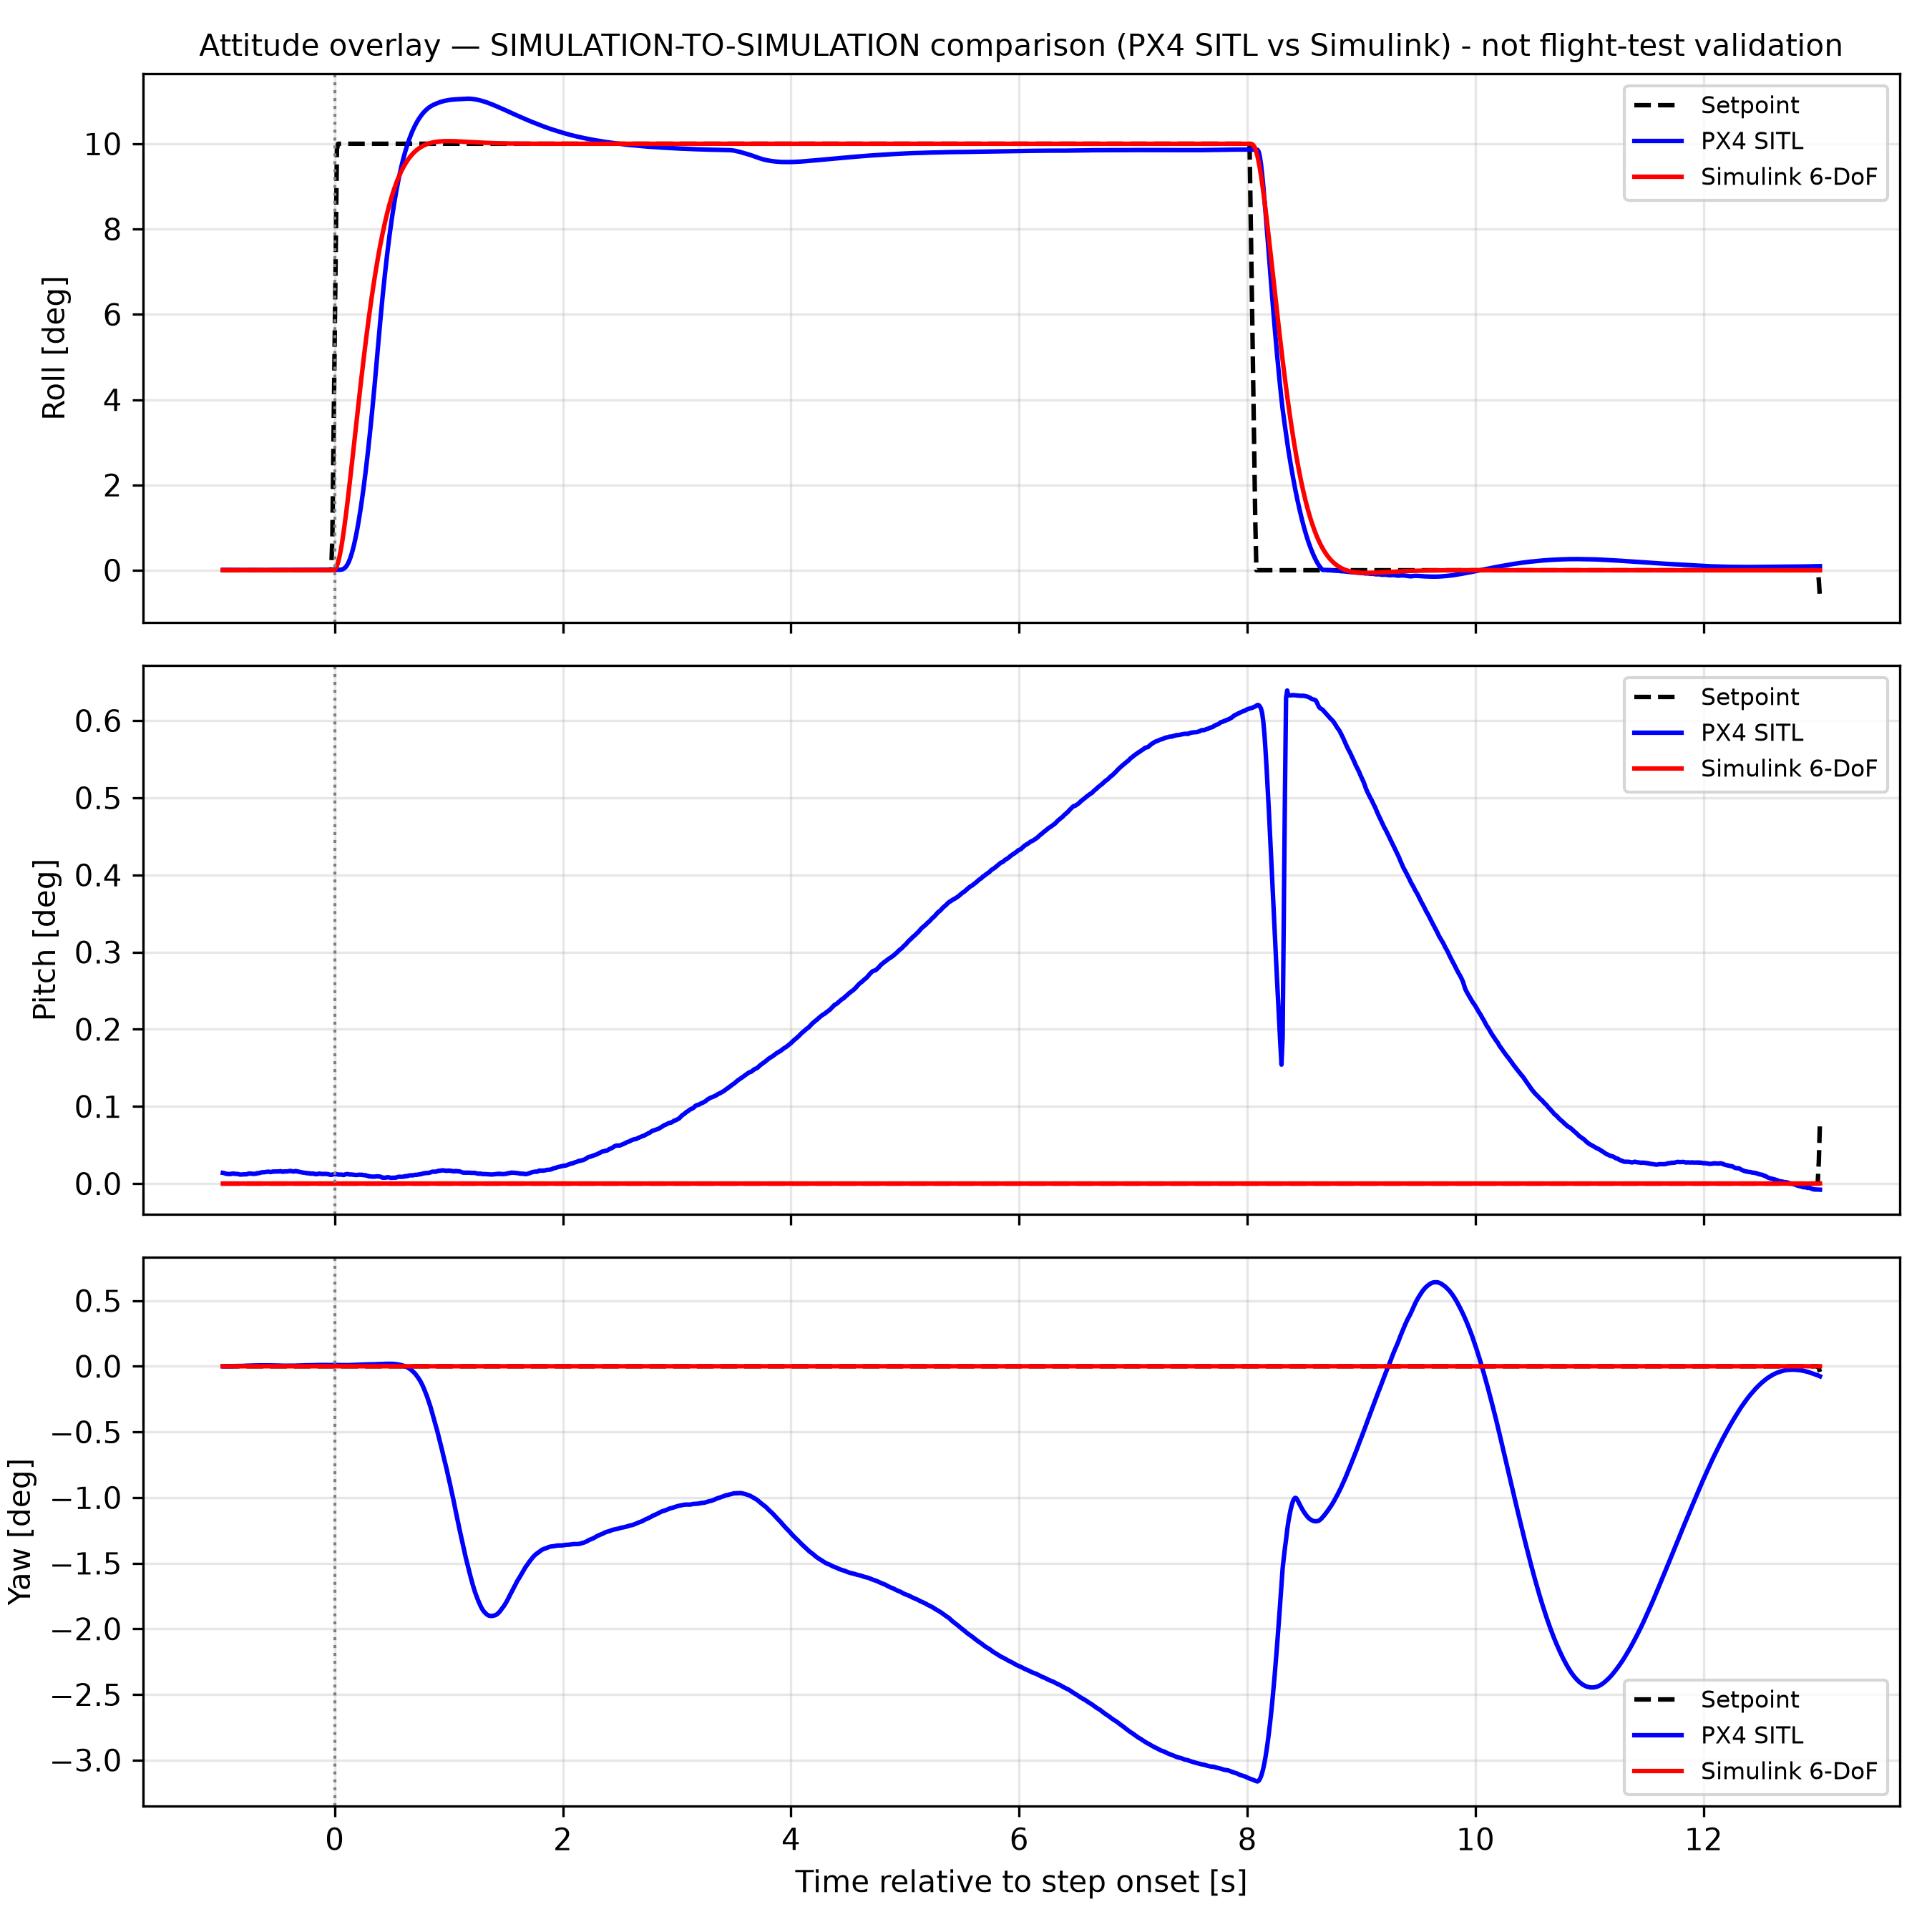 Attitude overlay — SIMULATION-TO-SIMULATION comparison (PX4 SITL vs Simulink) - not flight-test validation
Roll [deg]
10
8
6
4
2
0
Setpoint
PX4 SITL
Simulink 6-DoF
Pitch [deg]
0.6
0.5
0.4
0.3
0.2
0.1
0.0
Setpoint
PX4 SITL
Simulink 6-DoF
Yaw [deg]
0.5
0.0
−0.5
−1.0
−1.5
−2.0
−2.5
−3.0
Setpoint
PX4 SITL
Simulink 6-DoF
0 2 4 6 8 10 12
Time relative to step onset [s]